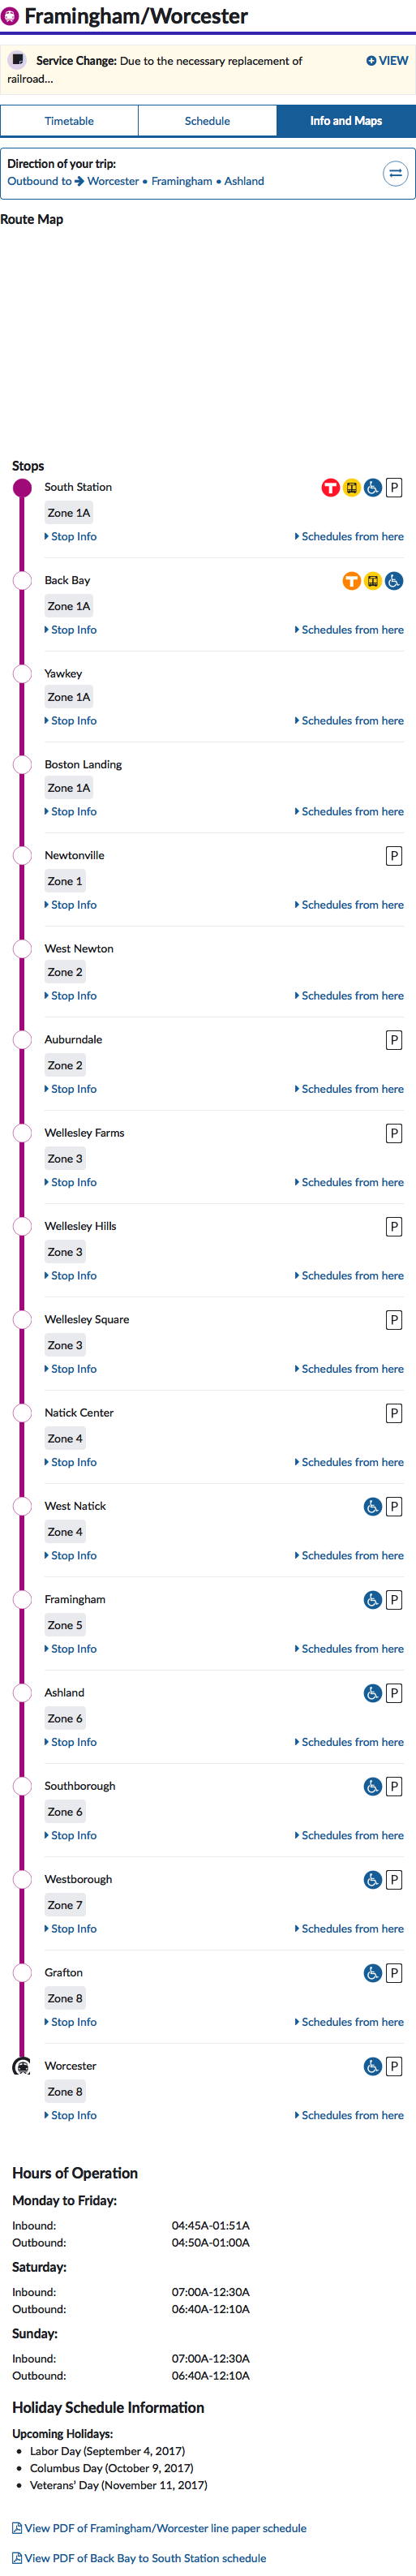 Framingham/Worcester
Service Change: Due to the necessary replacement of VIEW
railroad...
Timetable Schedule Info and Maps
Direction of your trip:
Outbound to → Worcester • Framingham • Ashland
Route Map
Stops
South Station T P
Zone 1A
Stop Info Schedules from here
Back Bay T
Zone 1A
Stop Info Schedules from here
Yawkey
Zone 1A
Stop Info Schedules from here
Boston Landing
Zone 1A
Stop Info Schedules from here
Newtonville P
Zone 1
Stop Info Schedules from here
West Newton
Zone 2
Stop Info Schedules from here
Auburndale P
Zone 2
Stop Info Schedules from here
Wellesley Farms P
Zone 3
Stop Info Schedules from here
Wellesley Hills P
Zone 3
Stop Info Schedules from here
Wellesley Square P
Zone 3
Stop Info Schedules from here
Natick Center P
Zone 4
Stop Info Schedules from here
West Natick P
Zone 4
Stop Info Schedules from here
Framingham P
Zone 5
Stop Info Schedules from here
Ashland P
Zone 6
Stop Info Schedules from here
Southborough P
Zone 6
Stop Info Schedules from here
Westborough P
Zone 7
Stop Info Schedules from here
Grafton P
Zone 8
Stop Info Schedules from here
Worcester P
Zone 8
Stop Info Schedules from here
Hours of Operation
Monday to Friday:
Inbound: 04:45A-01:51A
Outbound: 04:50A-01:00A
Saturday:
Inbound: 07:00A-12:30A
Outbound: 06:40A-12:10A
Sunday:
Inbound: 07:00A-12:30A
Outbound: 06:40A-12:10A
Holiday Schedule Information
Upcoming Holidays:
• Labor Day (September 4, 2017)
• Columbus Day (October 9, 2017)
• Veterans' Day (November 11, 2017)
View PDF of Framingham/Worcester line paper schedule
View PDF of Back Bay to South Station schedule